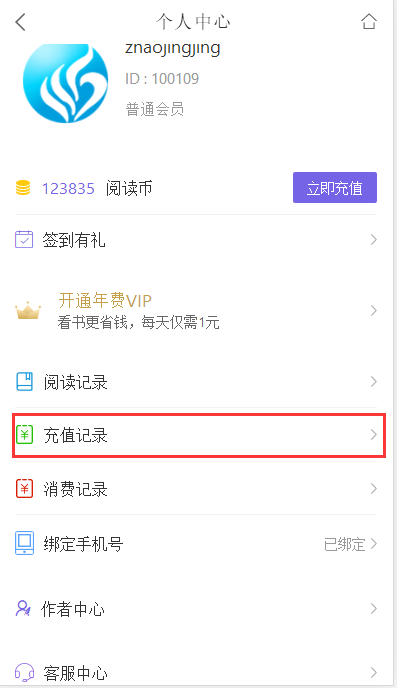 个人中心
znaojingjing
ID : 100109
普通会员
123835 阅读币
立即充值
签到有礼
开通年费VIP
看书更省钱，每天仅需1元
阅读记录
充值记录
消费记录
绑定手机号
已绑定
作者中心
客服中心